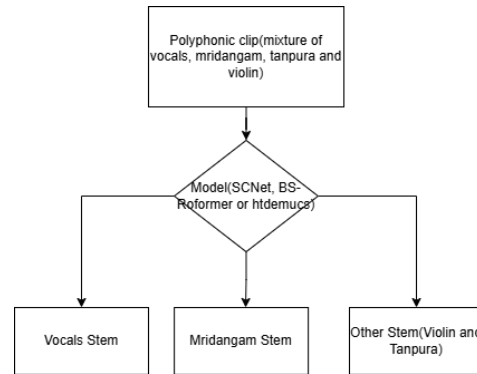 Polyphonic clip(mixture of
vocals, mridangam, tanpura and
violin)
Model(SCNet, BS-
Roformer or htdemucs)
Vocals Stem
Mridangam Stem
Other Stem(Violin and
Tanpura)